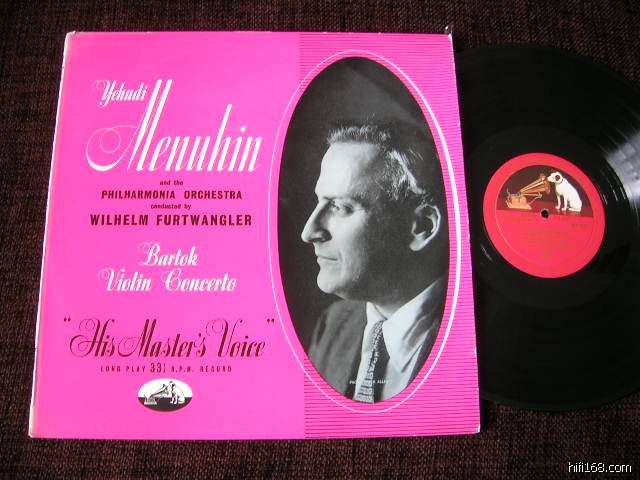 Yehudi
Menuhin
and the
PHILHARMONIA ORCHESTRA
conducted by
WILHELM FURTWÄNGLER
Bartok
Violin Concerto
"His Master's Voice"
LONG PLAY 33⅓ R.P.M. RECORD
hifi168.com